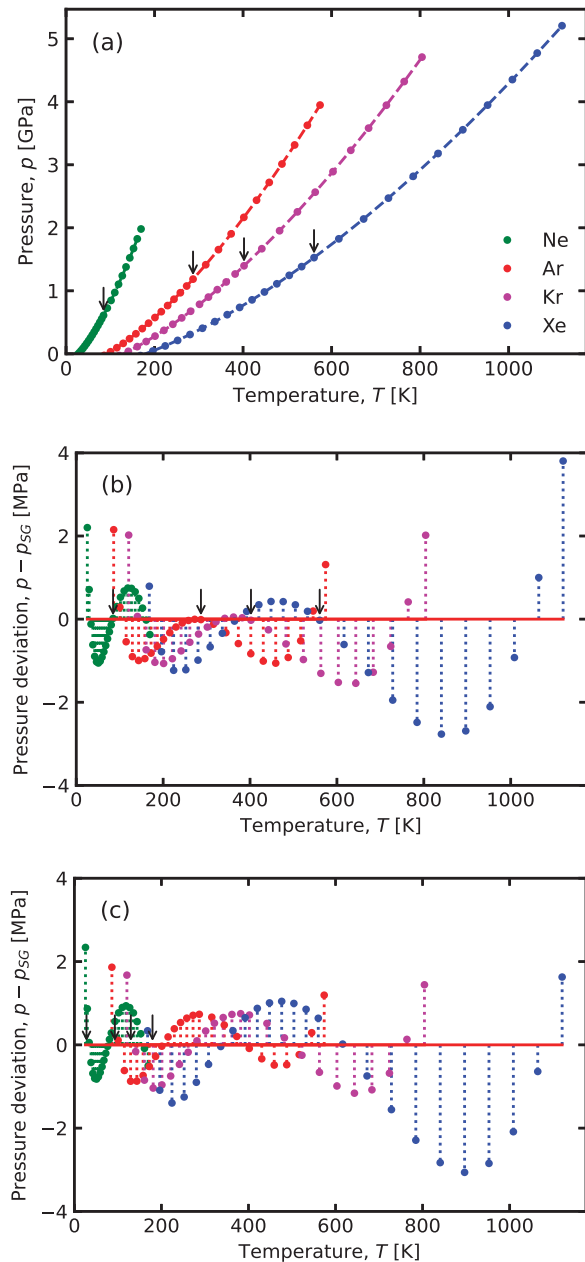 (a)
Pressure, p [GPa]
5
4
3
2
1
0
Ne
Ar
Kr
Xe
0 200 400 600 800 1000
Temperature, T [K]
(b)
Pressure deviation, p − pSG [MPa]
4
2
0
−2
−4
0 200 400 600 800 1000
Temperature, T [K]
(c)
Pressure deviation, p − pSG [MPa]
4
2
0
−2
−4
0 200 400 600 800 1000
Temperature, T [K]